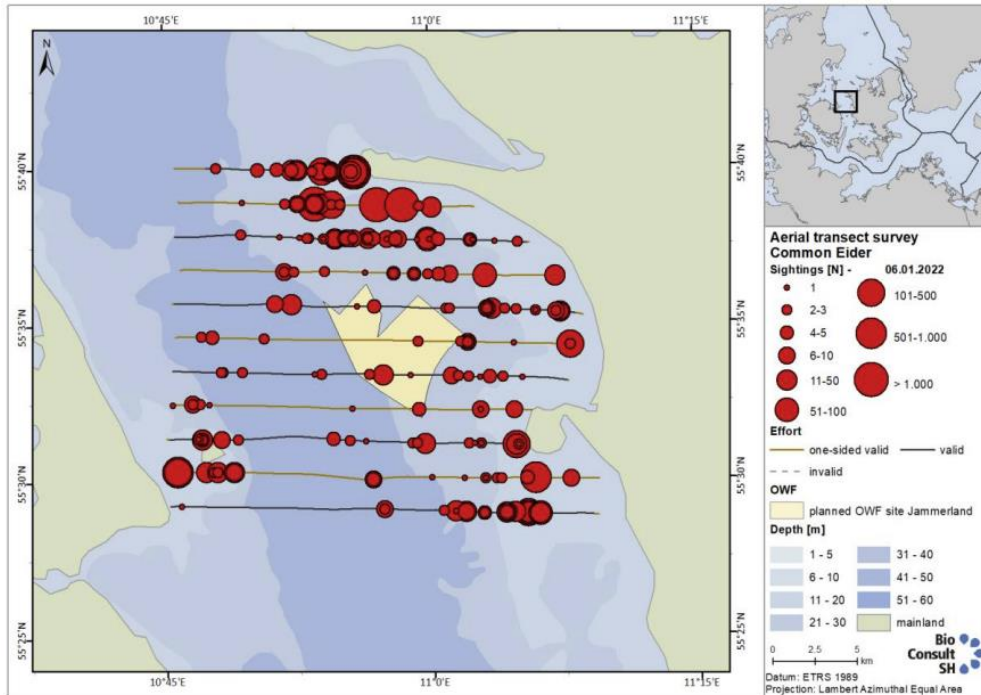 10°45'E
11°0'E
11°15'E
N
55°40'N
55°40'N
55°35'N
55°35'N
55°30'N
55°30'N
55°25'N
55°25'N
10°45'E
11°0'E
11°15'E
Aerial transect survey
Common Eider
Sightings [N] - 06.01.2022
1
2-3
4-5
6-10
11-50
51-100
101-500
501-1.000
> 1.000
Effort
one-sided valid
valid
invalid
OWF
planned OWF site Jammerland
Depth [m]
1 - 5
6 - 10
11 - 20
21 - 30
31 - 40
41 - 50
51 - 60
mainland
0 2.5 5
km
Bio
Consult
SH
Datum: ETRS 1989
Projection: Lambert Azimuthal Equal Area